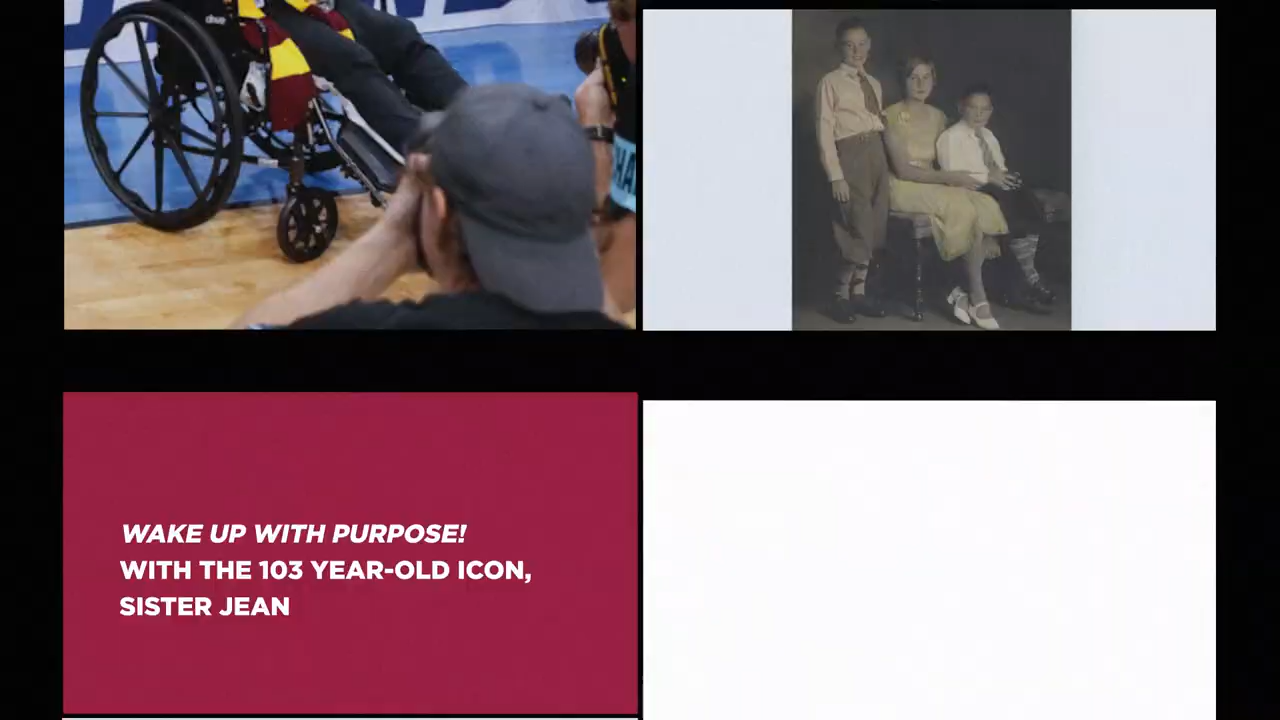 WAKE UP WITH PURPOSE!
WITH THE 103 YEAR-OLD ICON,
SISTER JEAN